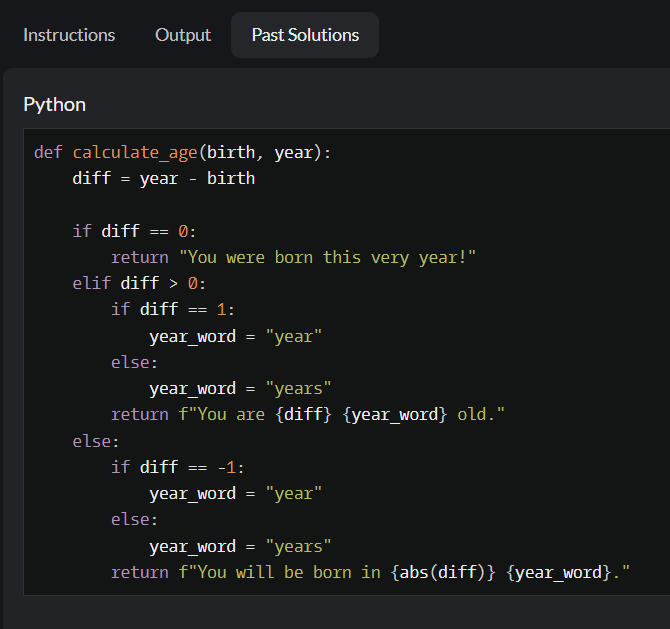 Instructions Output Past Solutions
Python
def calculate_age(birth, year):
    diff = year - birth

    if diff == 0:
        return "You were born this very year!"
    elif diff > 0:
        if diff == 1:
            year_word = "year"
        else:
            year_word = "years"
        return f"You are {diff} {year_word} old."
    else:
        if diff == -1:
            year_word = "year"
        else:
            year_word = "years"
        return f"You will be born in {abs(diff)} {year_word}."